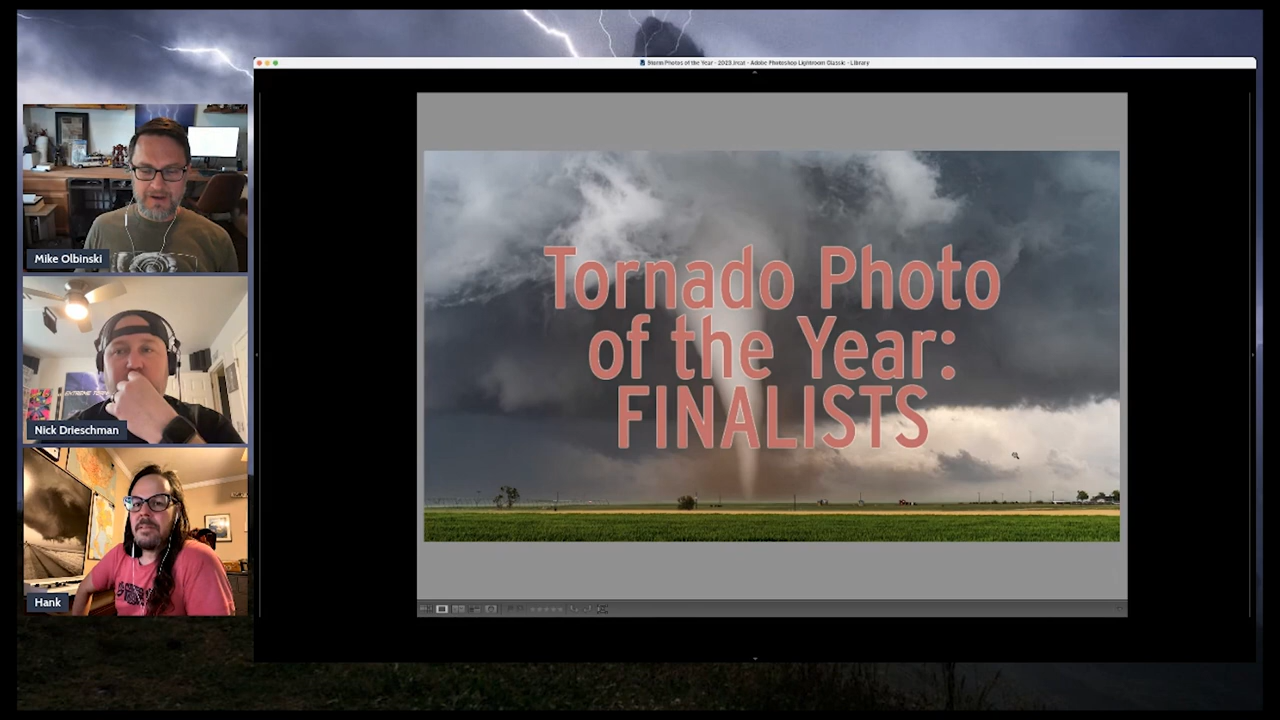 Storm Photos of the Year - 2023.lrcat - Adobe Photoshop Lightroom Classic - Library
Mike Olbinski
Nick Drieschman
Hank
Tornado Photo
of the Year:
FINALISTS